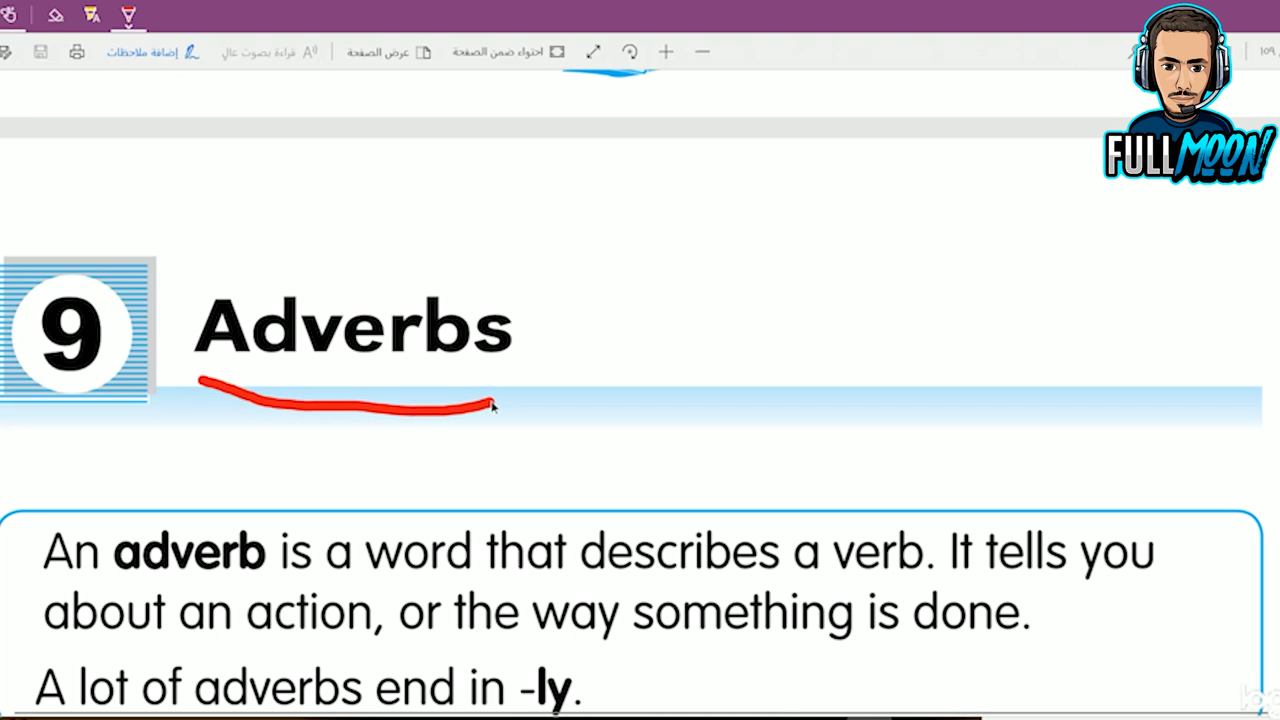 إضافة ملاحظات
قراءة بصوت عالٍ
عرض الصفحة
احتواء ضمن الصفحة
١٥٩
FULL MOON
9 Adverbs
An adverb is a word that describes a verb. It tells you
about an action, or the way something is done.
A lot of adverbs end in -ly.